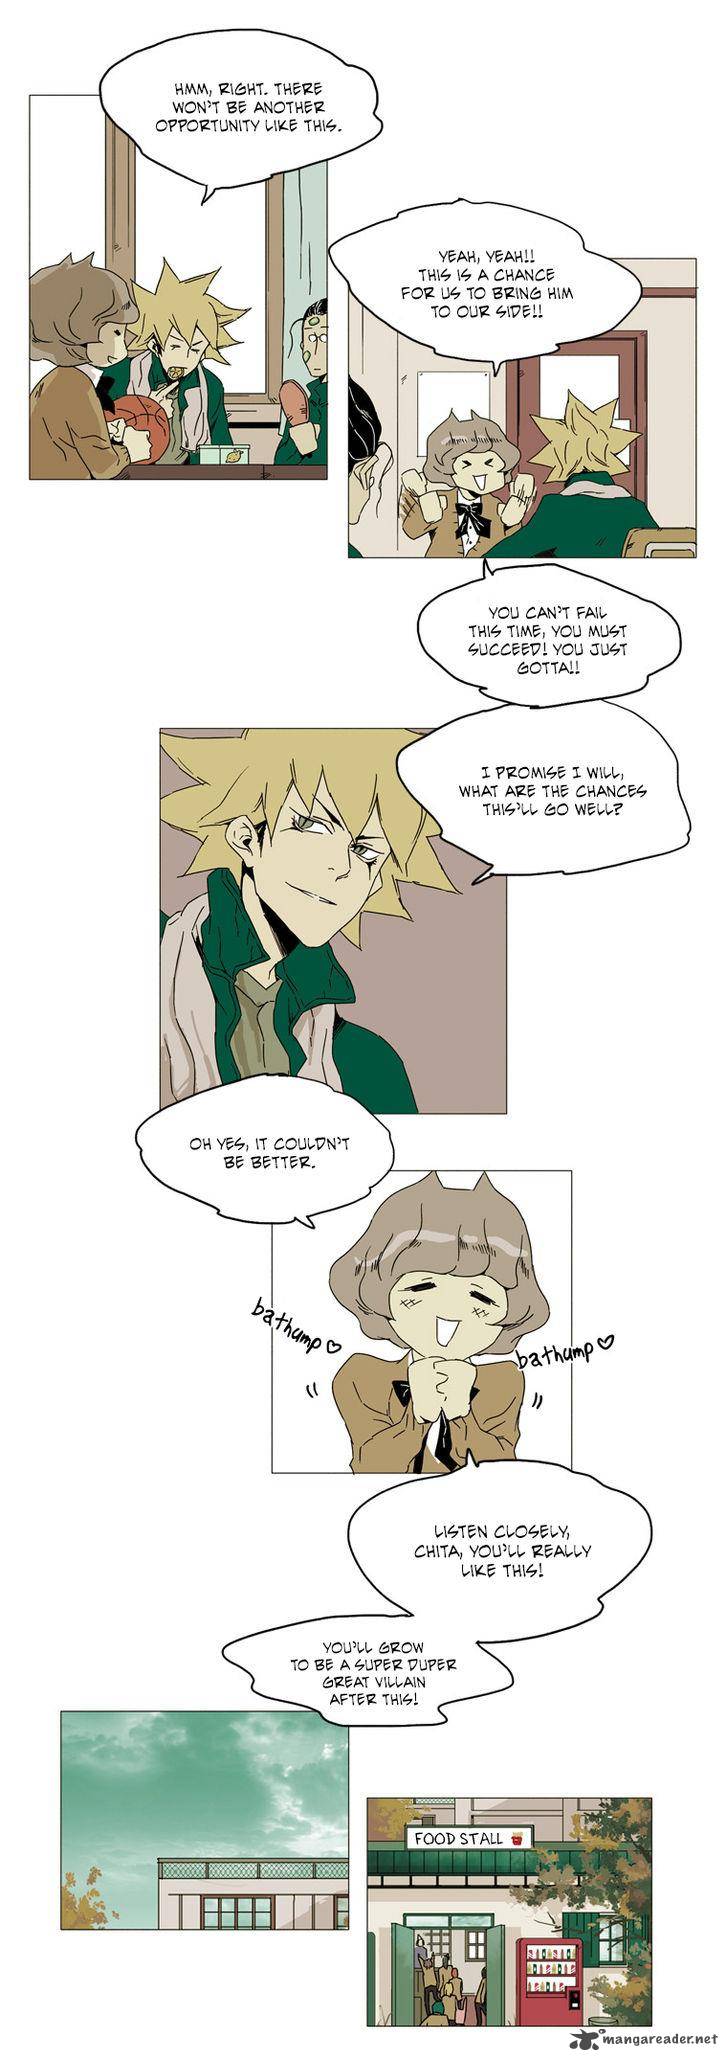 HMM, RIGHT. THERE
WON'T BE ANOTHER
OPPORTUNITY LIKE THIS.
YEAH, YEAH!!
THIS IS A CHANCE
FOR US TO BRING HIM
TO OUR SIDE!!
YOU CAN'T FAIL
THIS TIME, YOU MUST
SUCCEED! YOU JUST
GOTTA!!
I PROMISE I WILL,
WHAT ARE THE CHANCES
THIS'LL GO WELL?
OH YES, IT COULDN'T
BE BETTER.
bathump♡
bathump♡
LISTEN CLOSELY,
CHITA, YOU'LL REALLY
LIKE THIS!
YOU'LL GROW
TO BE A SUPER DUPER
GREAT VILLAIN
AFTER THIS!
FOOD STALL
mangareader.net